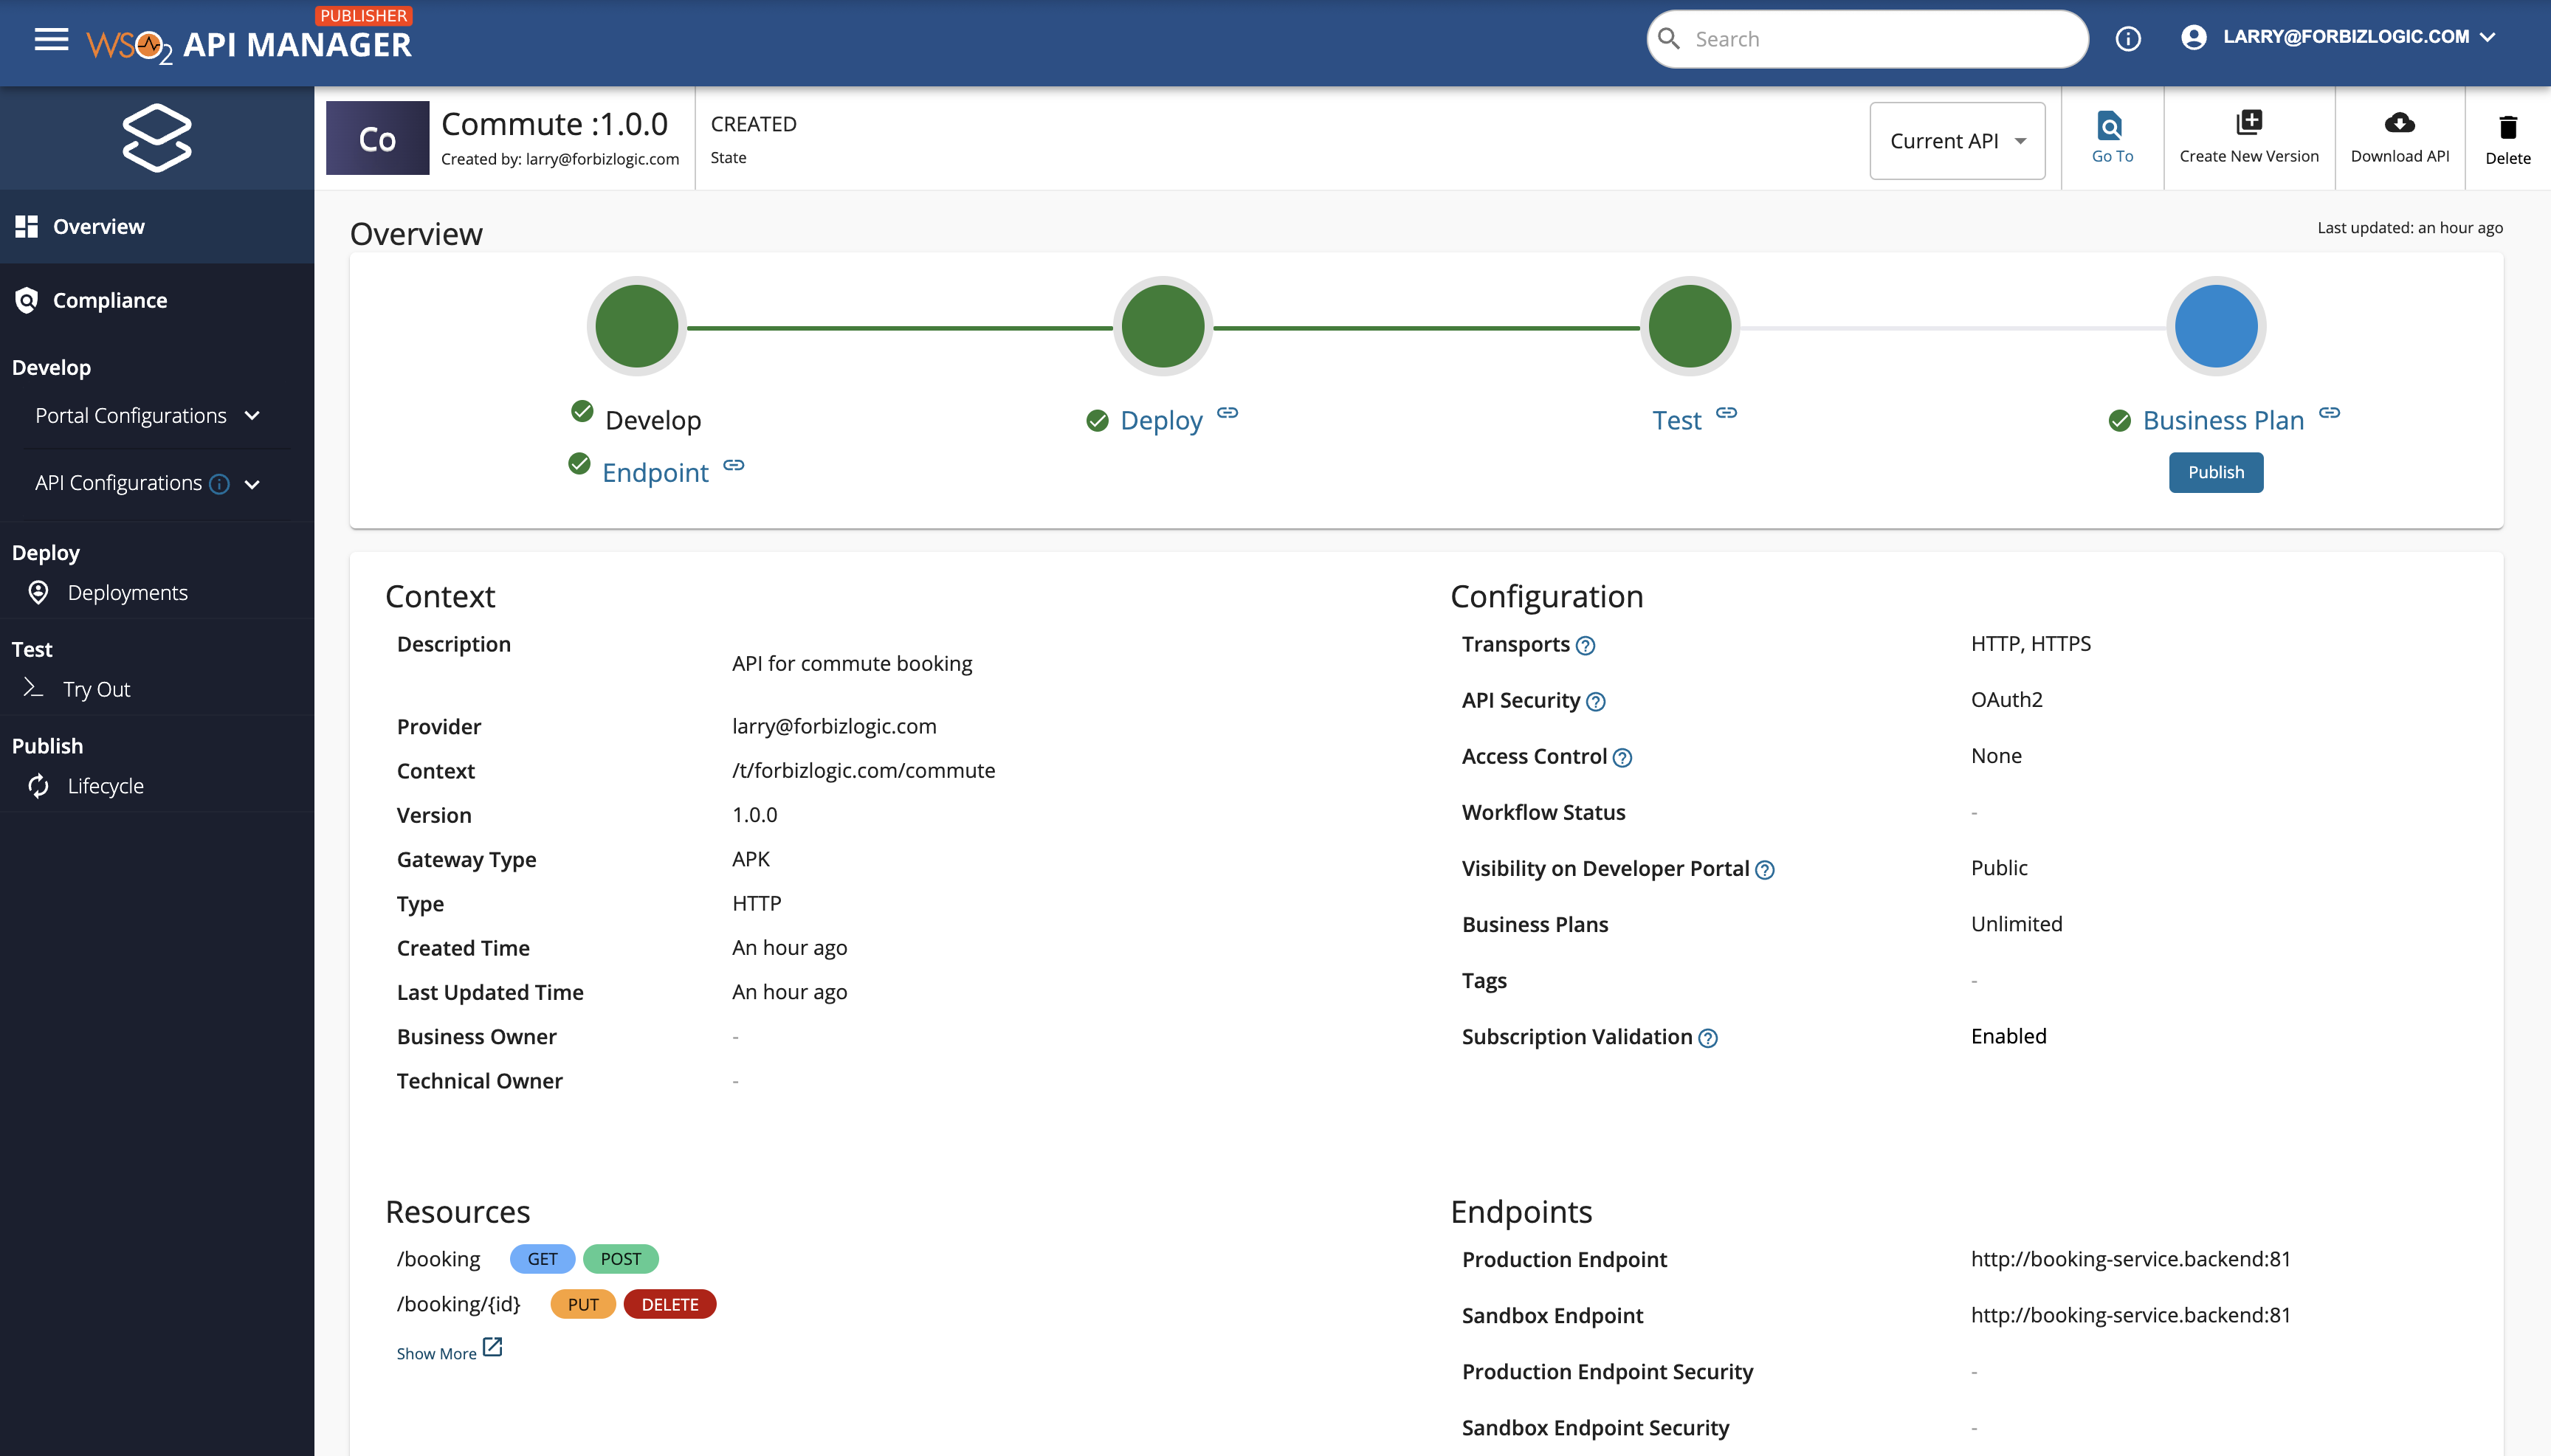 PUBLISHER
WSO2 API MANAGER
Search
LARRY@FORBIZLOGIC.COM
Co
Commute :1.0.0
Created by: larry@forbizlogic.com
CREATED
State
Current API
Go To
Create New Version
Download API
Delete
Overview
Compliance
Develop
Portal Configurations
API Configurations
Deploy
Deployments
Test
Try Out
Publish
Lifecycle
Overview
Last updated: an hour ago
Develop
Endpoint
Deploy
Test
Business Plan
Publish
Context
Description
API for commute booking
Provider larry@forbizlogic.com
Context /t/forbizlogic.com/commute
Version 1.0.0
Gateway Type APK
Type HTTP
Created Time An hour ago
Last Updated Time An hour ago
Business Owner -
Technical Owner -
Configuration
Transports HTTP, HTTPS
API Security OAuth2
Access Control None
Workflow Status -
Visibility on Developer Portal Public
Business Plans Unlimited
Tags -
Subscription Validation Enabled
Resources
/booking GET POST
/booking/{id} PUT DELETE
Show More
Endpoints
Production Endpoint http://booking-service.backend:81
Sandbox Endpoint http://booking-service.backend:81
Production Endpoint Security -
Sandbox Endpoint Security -